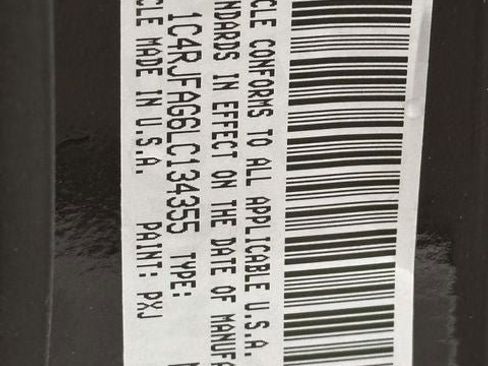 CLE CONFORMS TO ALL APPLICABLE U.S.A.
NDARDS IN EFFECT ON THE DATE OF MANUFA
1C4RJFAG6LC134355 TYPE:
CLE MADE IN U.S.A. PAINT: PXJ